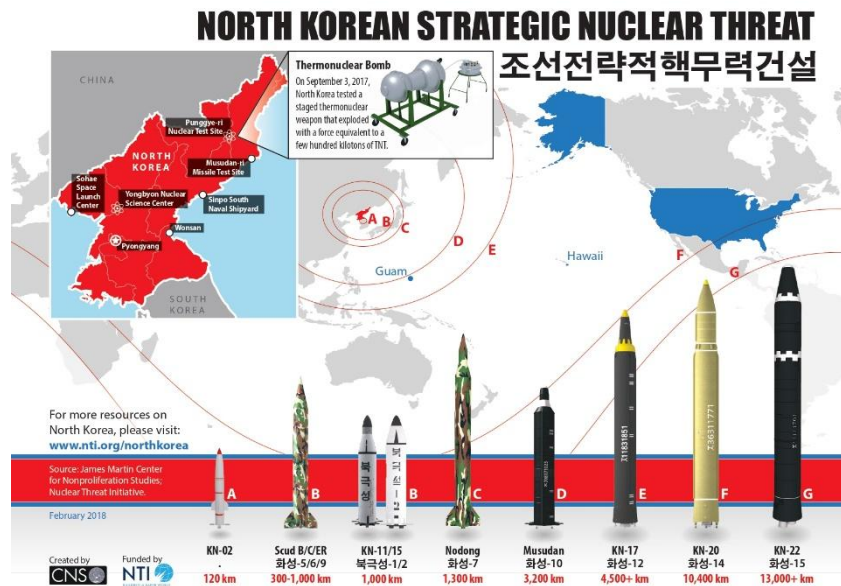 NORTH KOREAN STRATEGIC NUCLEAR THREAT
조선전략적핵무력건설
Thermonuclear Bomb
On September 3, 2017,
North Korea tested a
staged thermonuclear
weapon that exploded
with a force equivalent to a
few hundred kilotons of TNT.
CHINA
Punggye-ri
Nuclear Test Site
NORTH
KOREA
Musudan-ri
Missile Test Site
Sohae
Space
Launch
Center
Yongbyon Nuclear
Science Center
Sinpo South
Naval Shipyard
Wonsan
Pyongyang
SOUTH
KOREA
A
B
C
D
E
F
G
Guam
Hawaii
For more resources on
North Korea, please visit:
www.nti.org/northkorea
Source: James Martin Center
for Nonproliferation Studies;
Nuclear Threat Initiative.
February 2018
Created by
CNS
Funded by
NTI
A
B
북극성
북극성-2
B
C
D
ㅈ11831851
E
ㅈ36311771
F
G
KN-02
-
120 km
Scud B/C/ER
화성-5/6/9
300-1,000 km
KN-11/15
북극성-1/2
1,000 km
Nodong
화성-7
1,300 km
Musudan
화성-10
3,200 km
KN-17
화성-12
4,500+ km
KN-20
화성-14
10,400 km
KN-22
화성-15
13,000+ km